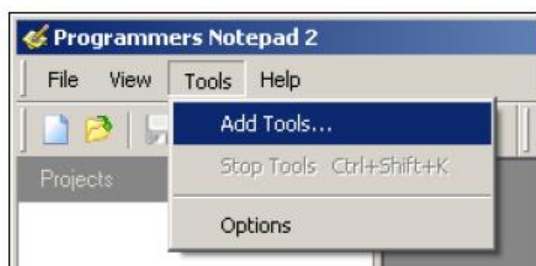 Programmers Notepad 2
File View Tools Help
Add Tools...
Stop Tools Ctrl+Shift+K
Projects
Options